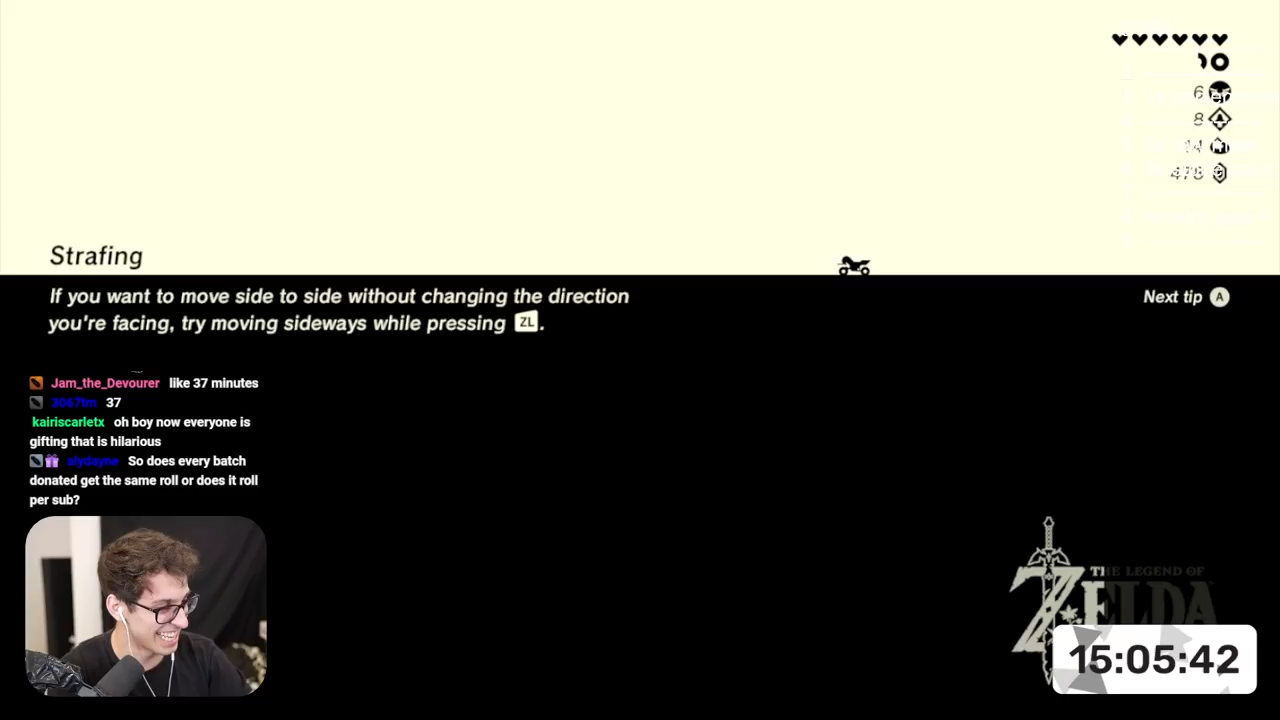 6
8
Strafing
If you want to move side to side without changing the direction
you're facing, try moving sideways while pressing ZL.
Next tip A
Jam_the_Devourer like 37 minutes
3067fm 37
kairiscarletx oh boy now everyone is
gifting that is hilarious
alydayne So does every batch
donated get the same roll or does it roll
per sub?
THE LEGEND OF
ZELDA
15:05:42